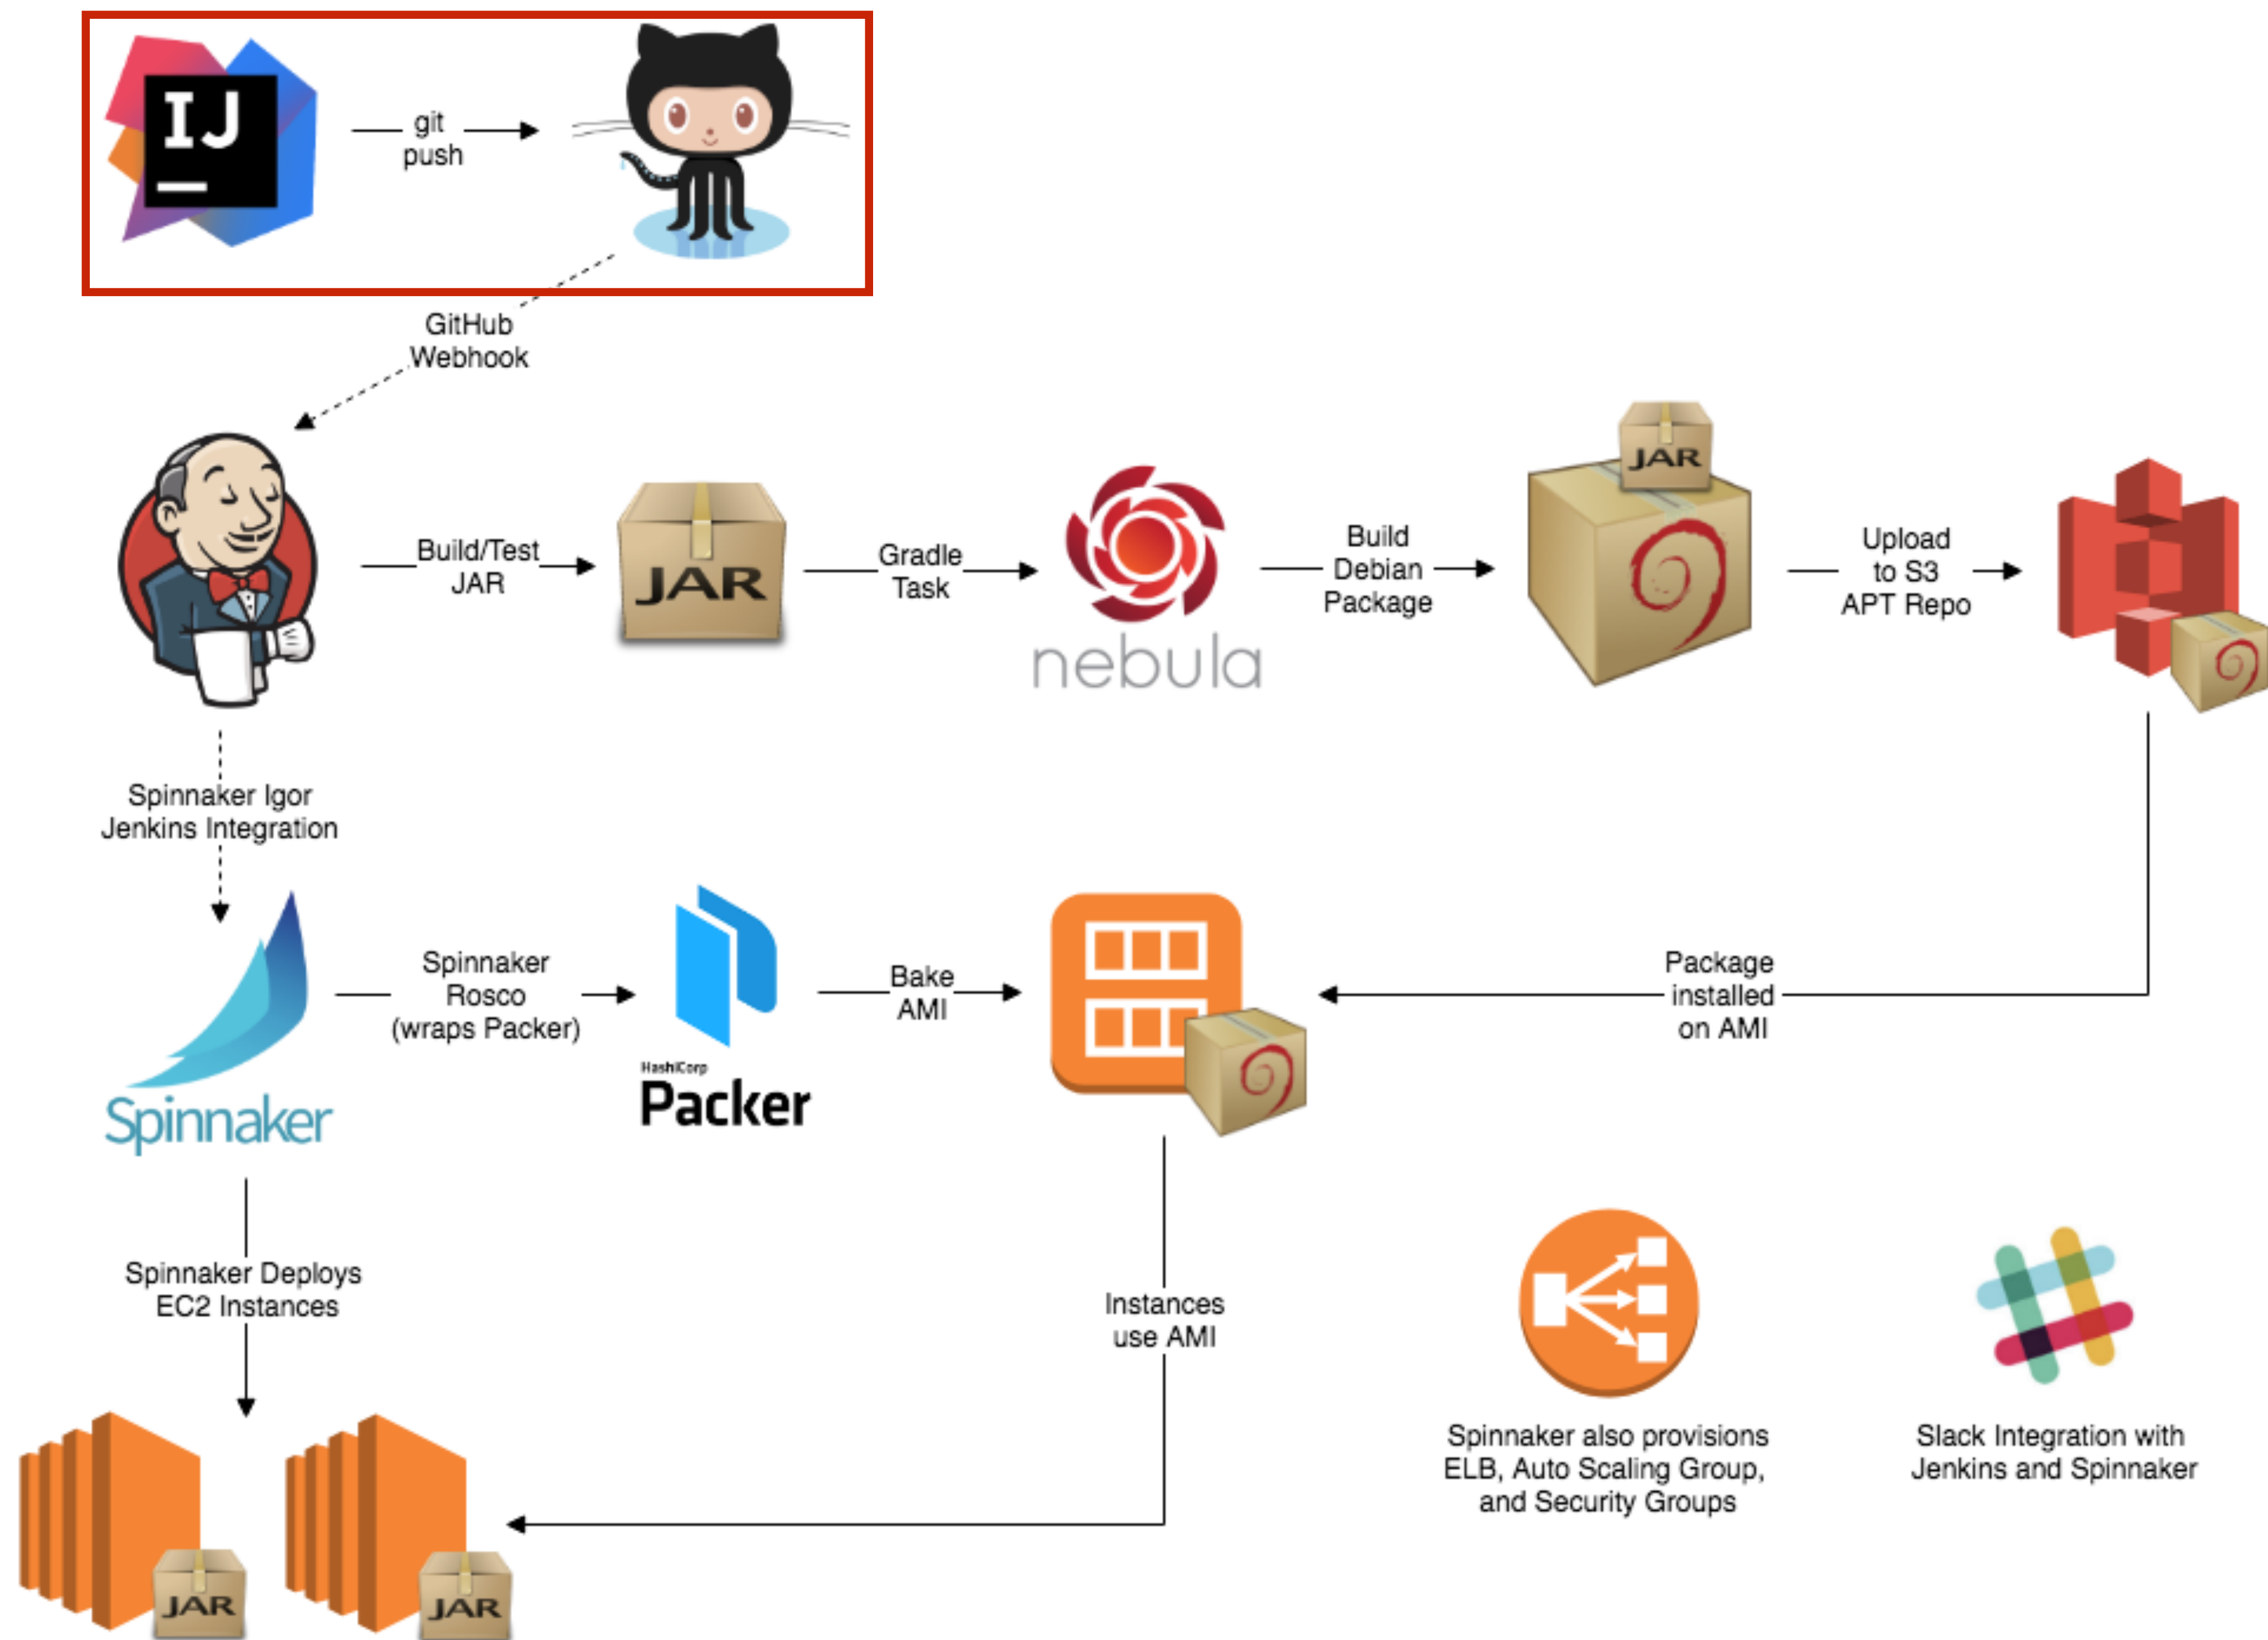 IJ
git
push
GitHub
Webhook
Build/Test
JAR
JAR
Gradle
Task
nebula
Build
Debian
Package
JAR
Upload
to S3
APT Repo
Spinnaker Igor
Jenkins Integration
Spinnaker
Spinnaker
Rosco
(wraps Packer)
HashiCorp
Packer
Bake
AMI
Package
installed
on AMI
Spinnaker Deploys
EC2 Instances
Instances
use AMI
JAR
JAR
Spinnaker also provisions
ELB, Auto Scaling Group,
and Security Groups
Slack Integration with
Jenkins and Spinnaker